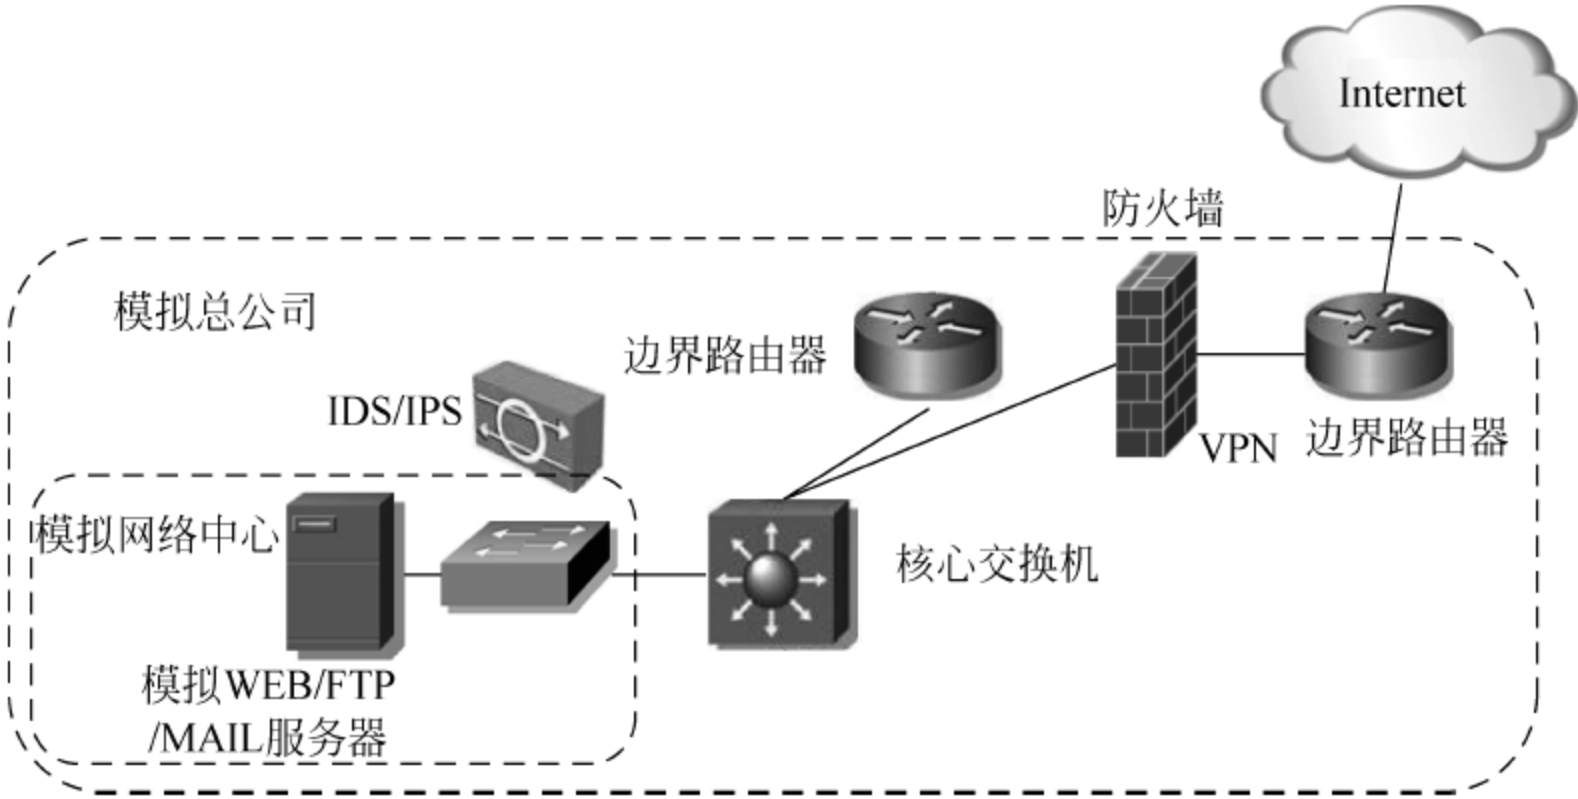 Internet
防火墙
模拟总公司
边界路由器
IDS/IPS
VPN
边界路由器
模拟网络中心
核心交换机
模拟WEB/FTP
/MAIL服务器